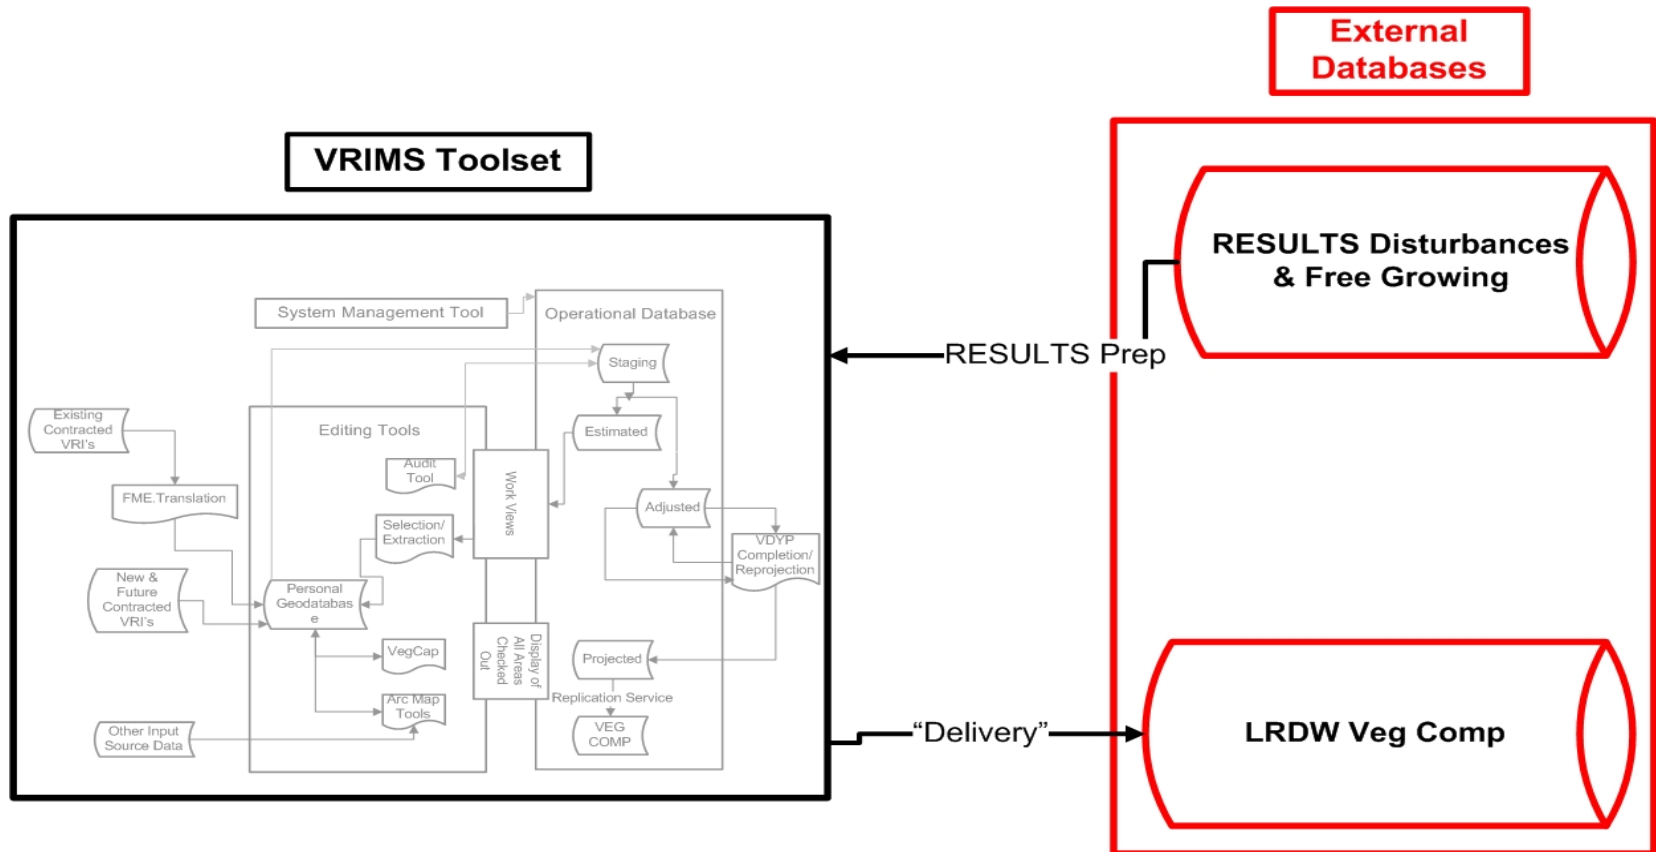 External
Databases
VRIMS Toolset
RESULTS Disturbances
& Free Growing
System Management Tool
Operational Database
Staging
RESULTS Prep
Existing
Contracted
VRI's
Editing Tools
Estimated
Audit
Tool
Work Views
FME.Translation
Adjusted
Selection/
Extraction
VDYP
Completion/
Reprojection
New &
Future
Contracted
VRI's
Personal
Geodatabas
e
Display of
All Areas
Checked
Out
VegCap
Projected
Replication Service
Arc Map
Tools
VEG
COMP
Other Input
Source Data
“Delivery”
LRDW Veg Comp